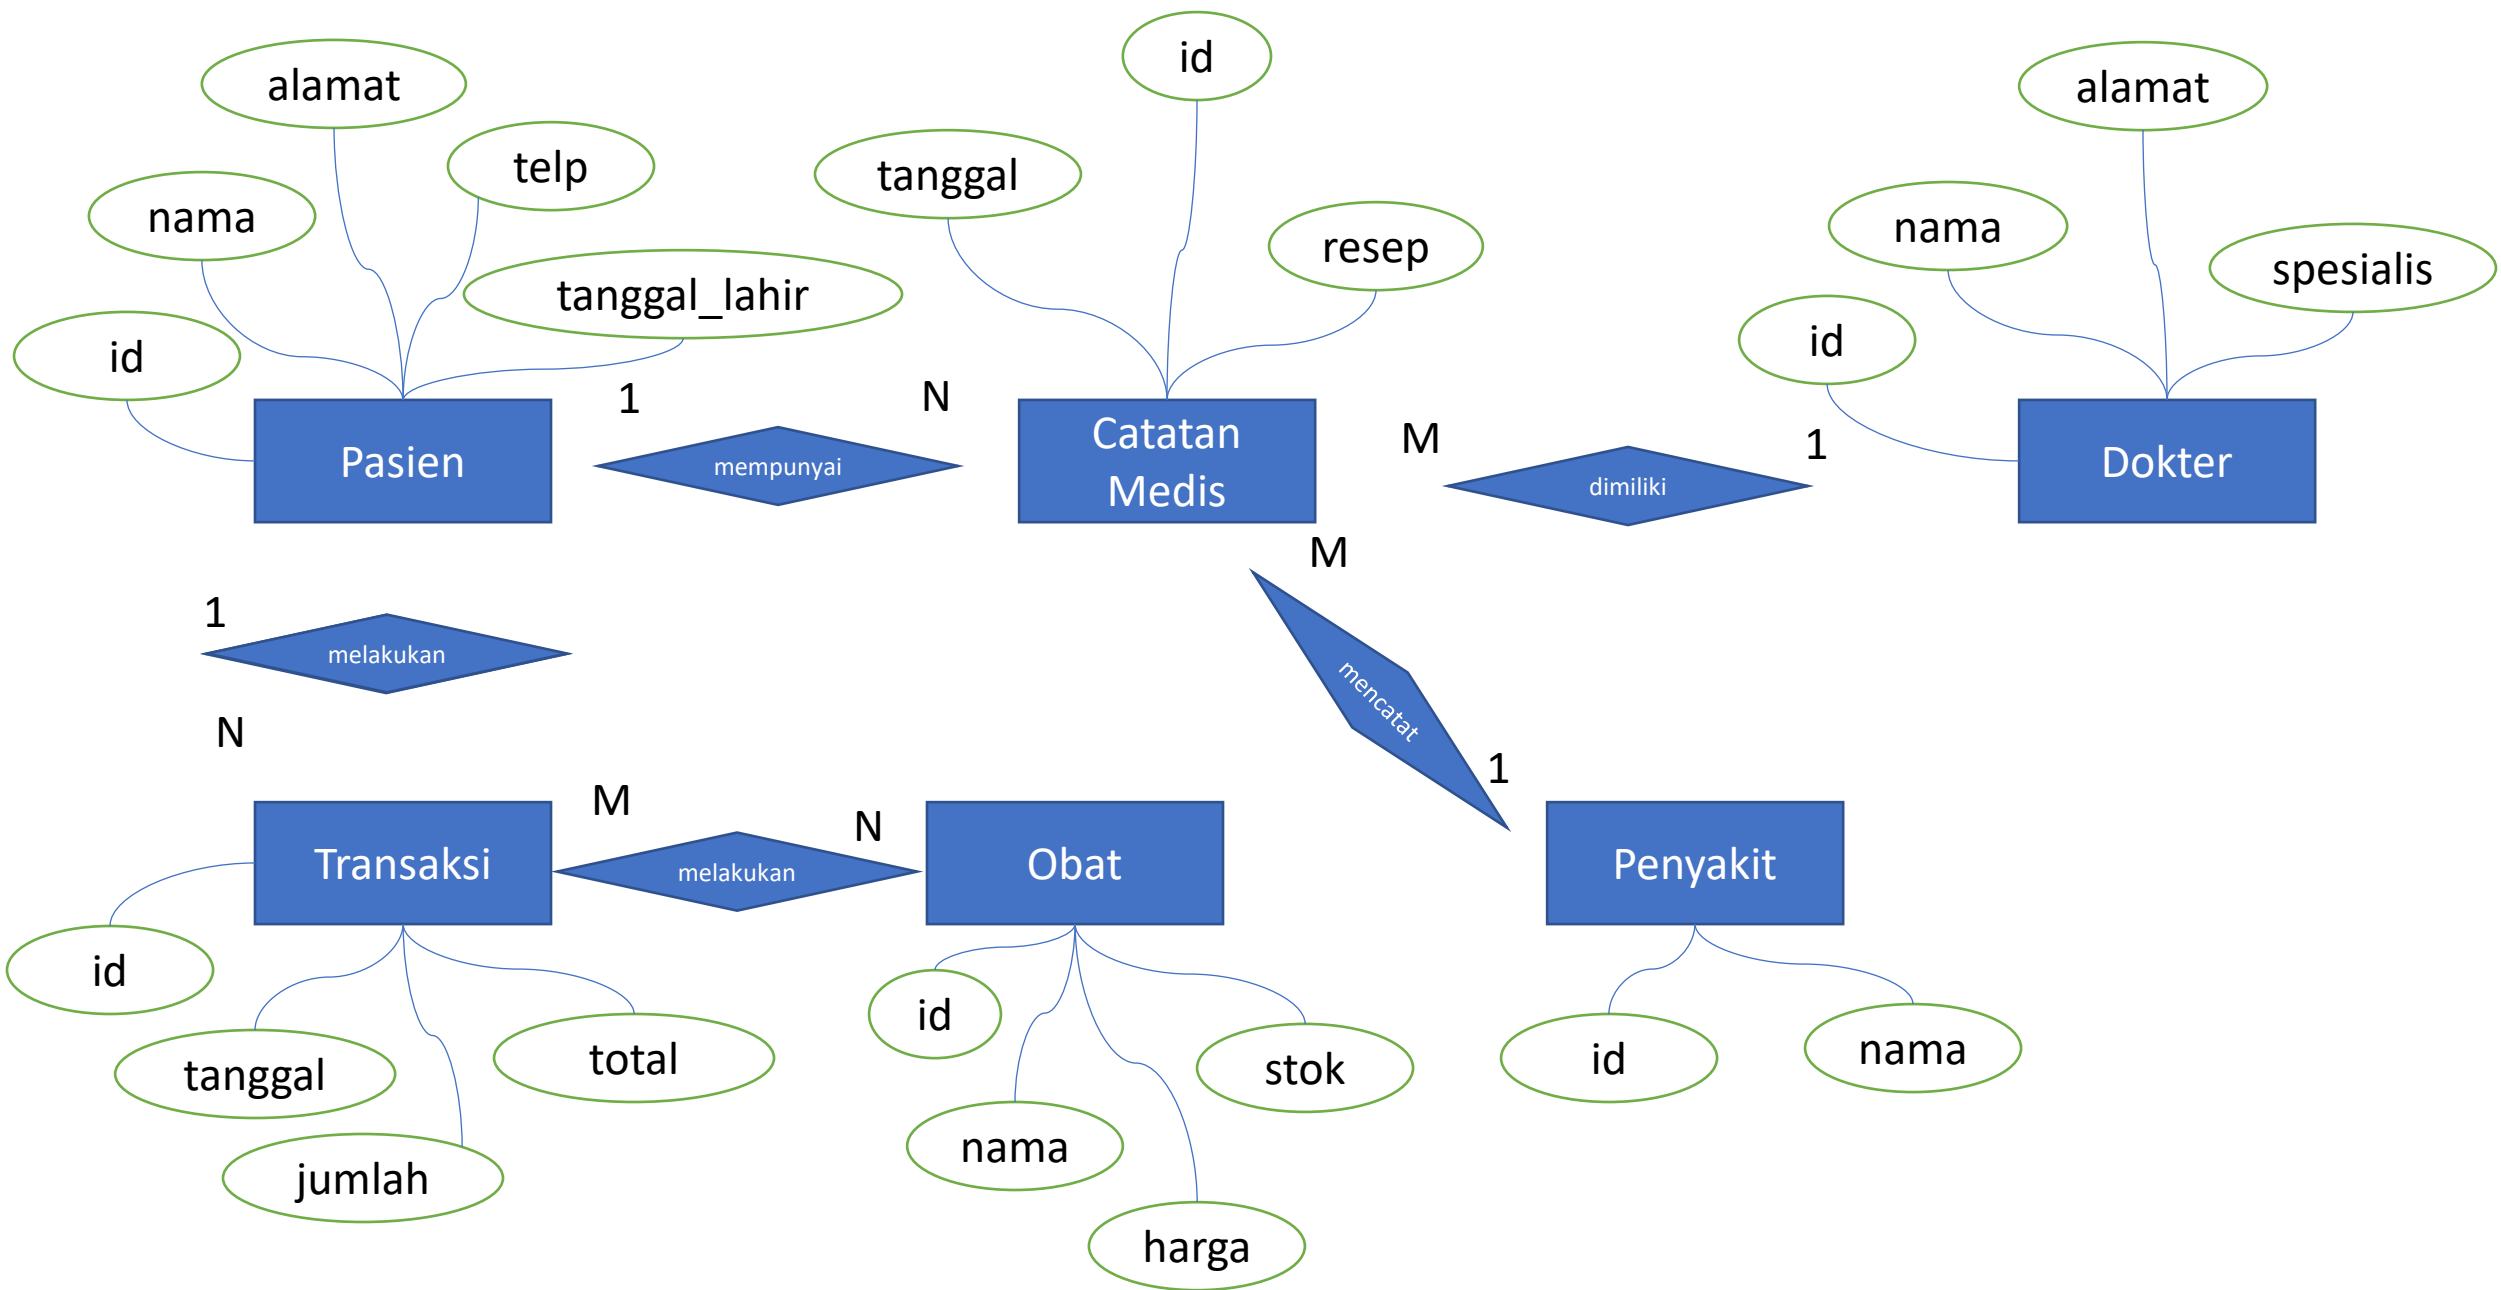 id
alamat
alamat
telp
tanggal
nama
nama
resep
spesialis
tanggal_lahir
id
id
1
N
M
1
Pasien
mempunyai
Catatan
Medis
dimiliki
Dokter
M
1
melakukan
mencatat
N
1
M
N
Transaksi
melakukan
Obat
Penyakit
id
id
tanggal
total
stok
id
nama
nama
jumlah
harga